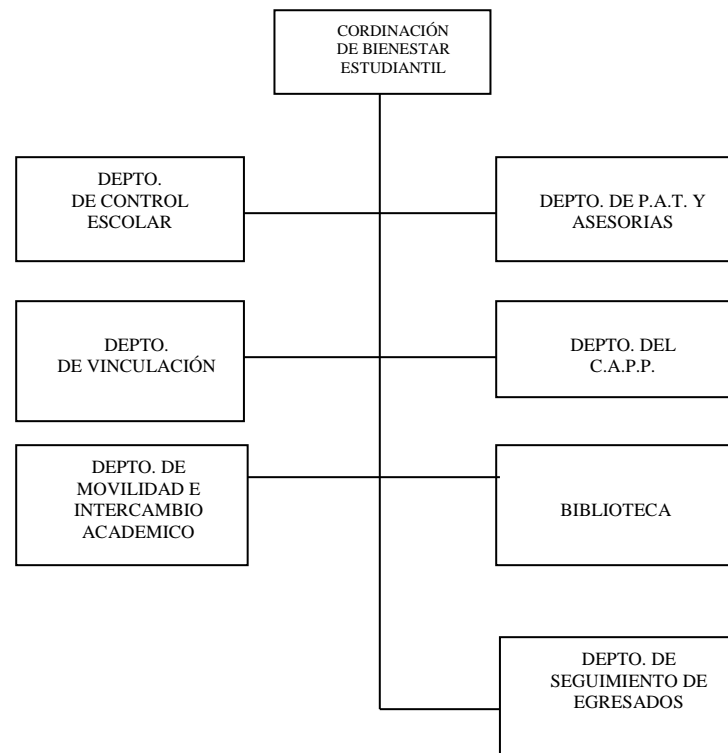 CORDINACIÓN
DE BIENESTAR
ESTUDIANTIL
DEPTO.
DE CONTROL
ESCOLAR
DEPTO. DE P.A.T. Y
ASESORIAS
DEPTO.
DE VINCULACIÓN
DEPTO. DEL
C.A.P.P.
DEPTO. DE
MOVILIDAD E
INTERCAMBIO
ACADEMICO
BIBLIOTECA
DEPTO. DE
SEGUIMIENTO DE
EGRESADOS